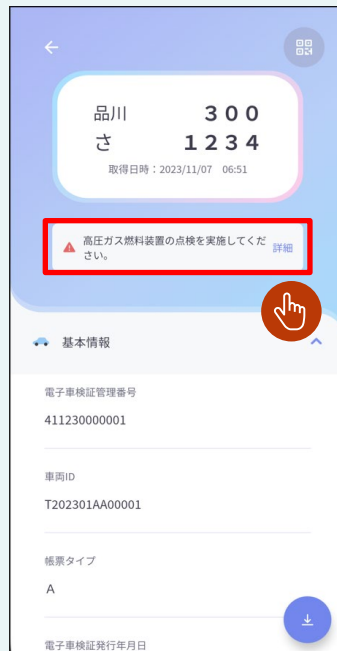 品川 300
さ 1234
取得日時：2023/11/07 06:51
高圧ガス燃料装置の点検を実施してくだ
さい。
詳細
基本情報
電子車検証管理番号
411230000001
車両ID
T202301AA00001
帳票タイプ
A
電子車検証発行年月日